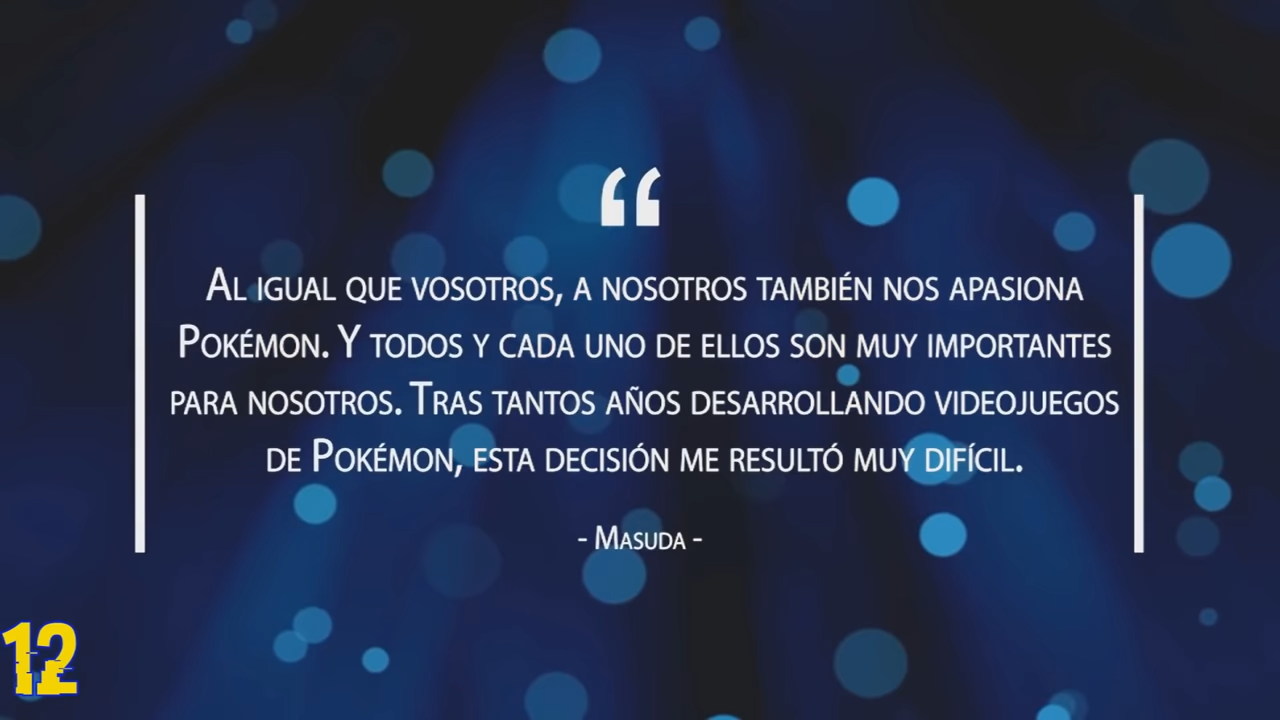 “
Al igual que vosotros, a nosotros también nos apasiona
Pokémon. Y todos y cada uno de ellos son muy importantes
para nosotros. Tras tantos años desarrollando videojuegos
de Pokémon, esta decisión me resultó muy difícil.
- Masuda -
12